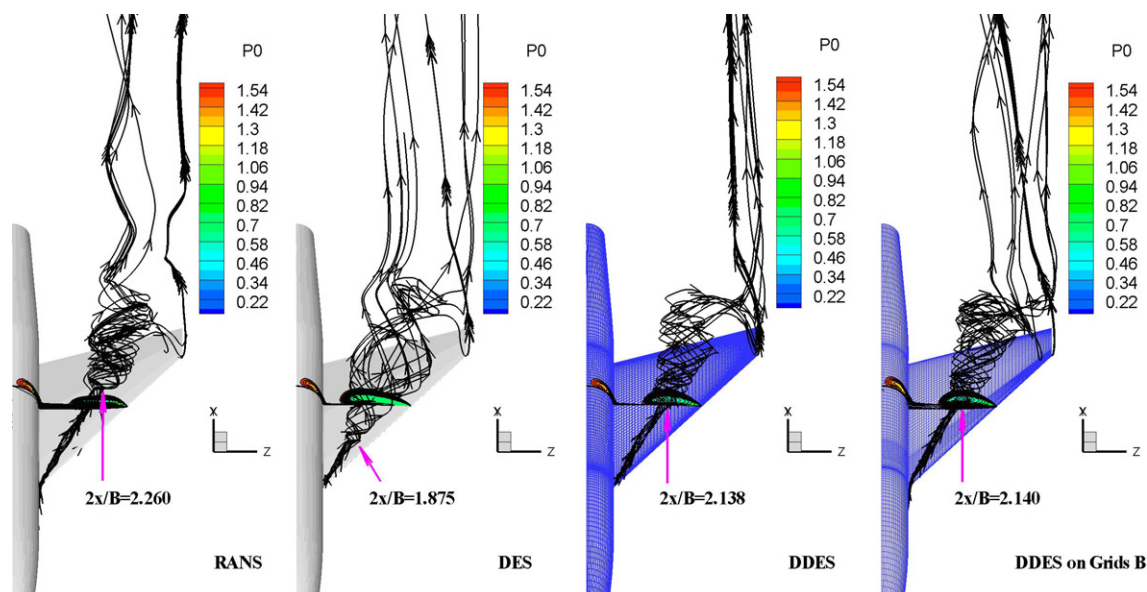 P0
1.54
1.42
1.3
1.18
1.06
0.94
0.82
0.7
0.58
0.46
0.34
0.22
X
Z
2x/B=2.260
RANS
P0
1.54
1.42
1.3
1.18
1.06
0.94
0.82
0.7
0.58
0.46
0.34
0.22
X
Z
2x/B=1.875
DES
P0
1.54
1.42
1.3
1.18
1.06
0.94
0.82
0.7
0.58
0.46
0.34
0.22
X
Z
2x/B=2.138
DDES
P0
1.54
1.42
1.3
1.18
1.06
0.94
0.82
0.7
0.58
0.46
0.34
0.22
X
Z
2x/B=2.140
DDES on Grids B